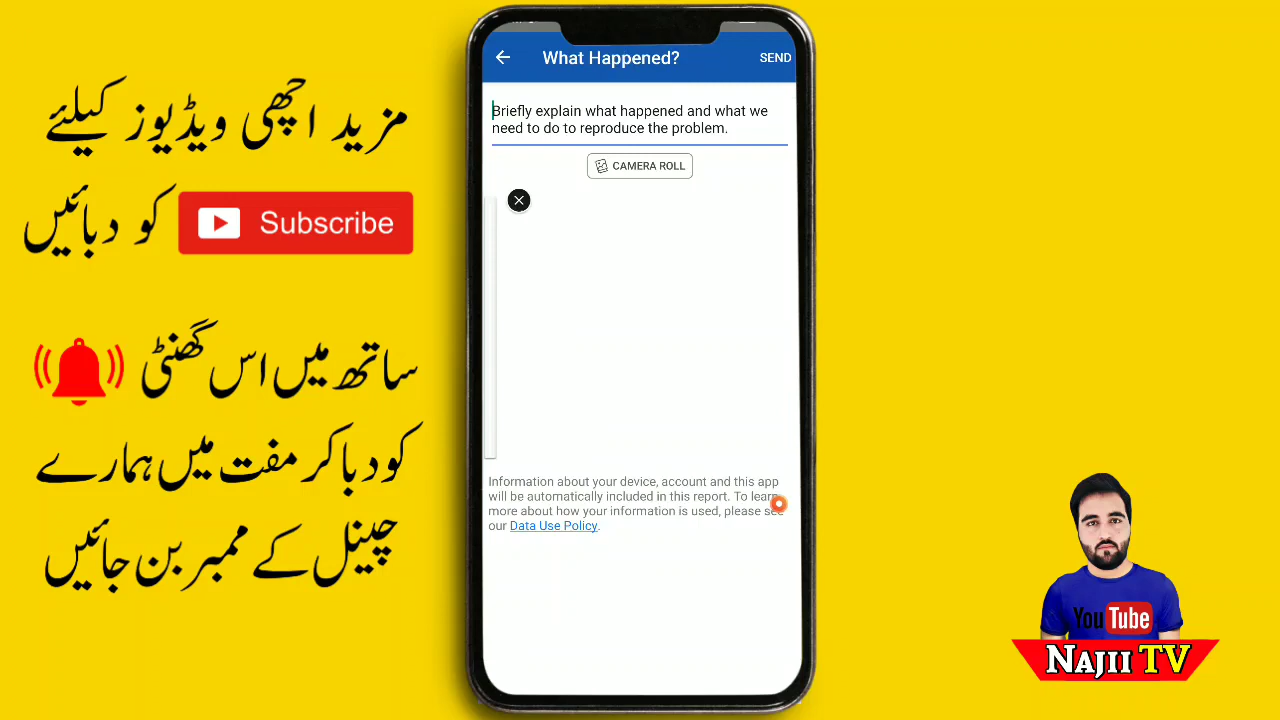 مزید اچھی ویڈیوز کیلئے
Subscribe کو دبائیں
ساتھ میں اس گھنٹی
کو دبا کر مفت میں ہمارے
چینل کے ممبر بن جائیں
What Happened?
SEND
Briefly explain what happened and what we
need to do to reproduce the problem.
CAMERA ROLL
Information about your device, account and this app
will be automatically included in this report. To learn
more about how your information is used, please see
our Data Use Policy.
YouTube
NAJII TV